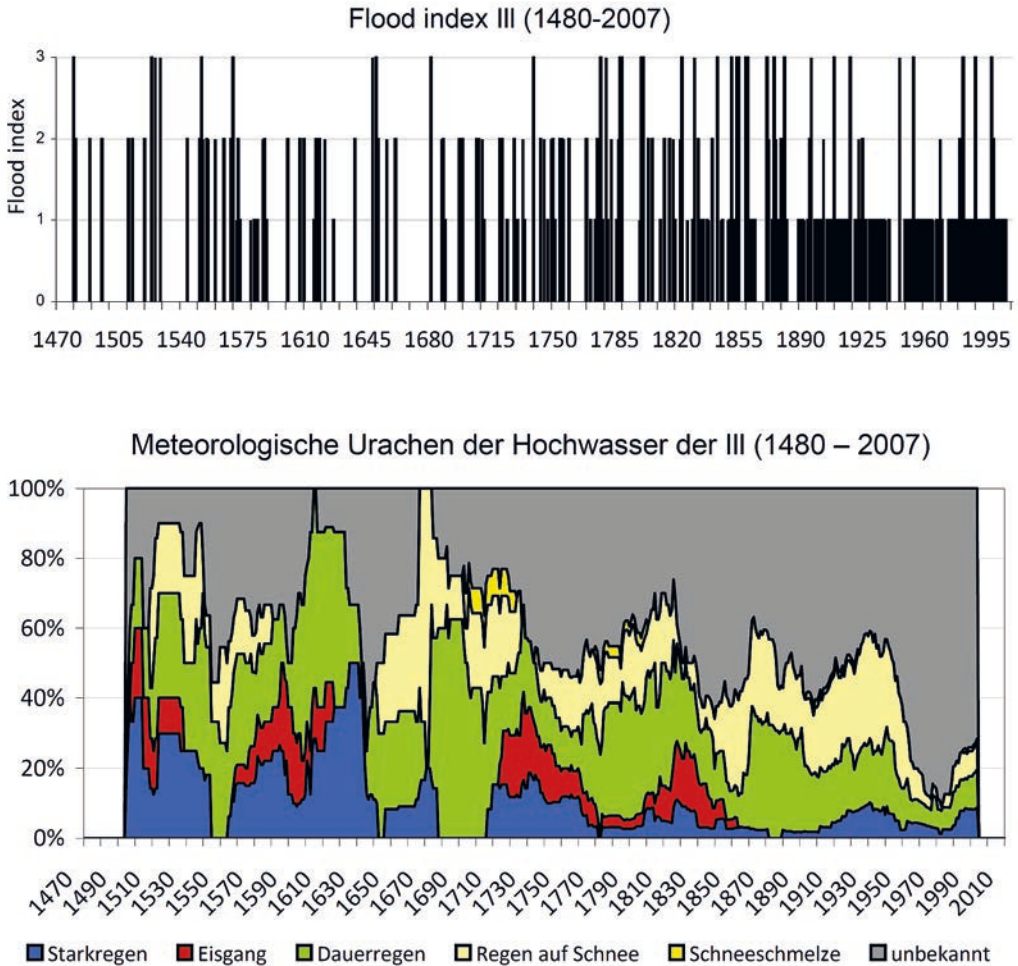 Flood index III (1480-2007)
Flood index
3
2
1
0
1470 1505 1540 1575 1610 1645 1680 1715 1750 1785 1820 1855 1890 1925 1960 1995
Meteorologische Urachen der Hochwasser der III (1480 – 2007)
100%
80%
60%
40%
20%
0%
1470 1490 1510 1530 1550 1570 1590 1610 1630 1650 1670 1690 1710 1730 1750 1770 1790 1810 1830 1850 1870 1890 1910 1930 1950 1970 1990 2010
Starkregen Eisgang Dauerregen Regen auf Schnee Schneeschmelze unbekannt